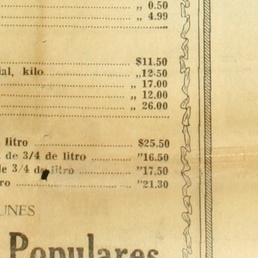 „ 0.50
„ 4.99
$11.50
ial, kilo „ 12.50
„ 17.00
„ 12.00
„ 26.00
litro $25.50
de 3/4 de litro "16.50
de 3/4 de litro "17.50
ro "21.30
UNES
Populares